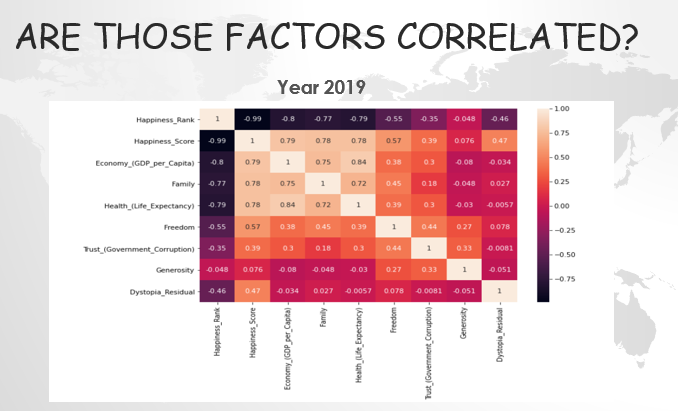 ARE THOSE FACTORS CORRELATED?
Year 2019
Happiness_Rank 1 -0.99 -0.8 -0.77 -0.79 -0.55 -0.35 -0.048 -0.46
Happiness_Score -0.99 1 0.79 0.78 0.78 0.57 0.39 0.076 0.47
Economy_(GDP_per_Capita) -0.8 0.79 1 0.75 0.84 0.38 0.3 -0.08 -0.034
Family -0.77 0.78 0.75 1 0.72 0.45 0.18 -0.048 0.027
Health_(Life_Expectancy) -0.79 0.78 0.84 0.72 1 0.39 0.3 -0.03 -0.0057
Freedom -0.55 0.57 0.38 0.45 0.39 1 0.44 0.27 0.078
Trust_(Government_Corruption) -0.35 0.39 0.3 0.18 0.3 0.44 1 0.33 -0.0081
Generosity -0.048 0.076 -0.08 -0.048 -0.03 0.27 0.33 1 -0.051
Dystopia_Residual -0.46 0.47 -0.034 0.027 -0.0057 0.078 -0.0081 -0.051 1
Happiness_Rank
Happiness_Score
Economy_(GDP_per_Capita)
Family
Health_(Life_Expectancy)
Freedom
Trust_(Government_Corruption)
Generosity
Dystopia_Residual
1.00
0.75
0.50
0.25
0.00
-0.25
-0.50
-0.75